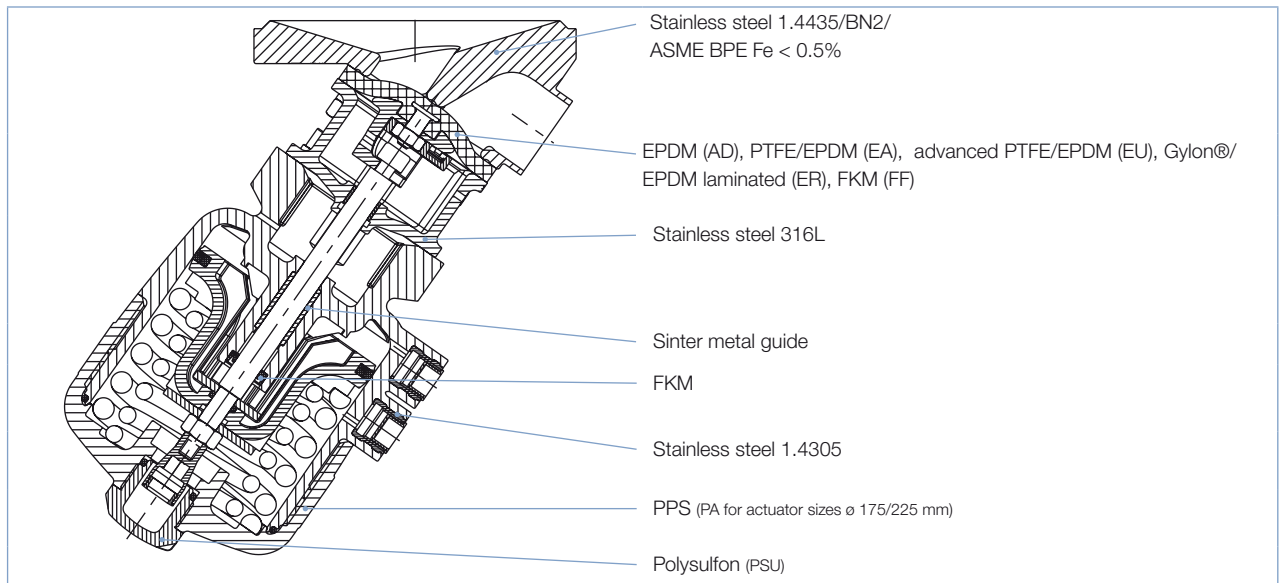 Stainless steel 1.4435/BN2/
ASME BPE Fe < 0.5%
EPDM (AD), PTFE/EPDM (EA), advanced PTFE/EPDM (EU), Gylon®/
EPDM laminated (ER), FKM (FF)
Stainless steel 316L
Sinter metal guide
FKM
Stainless steel 1.4305
PPS (PA for actuator sizes ø 175/225 mm)
Polysulfon (PSU)